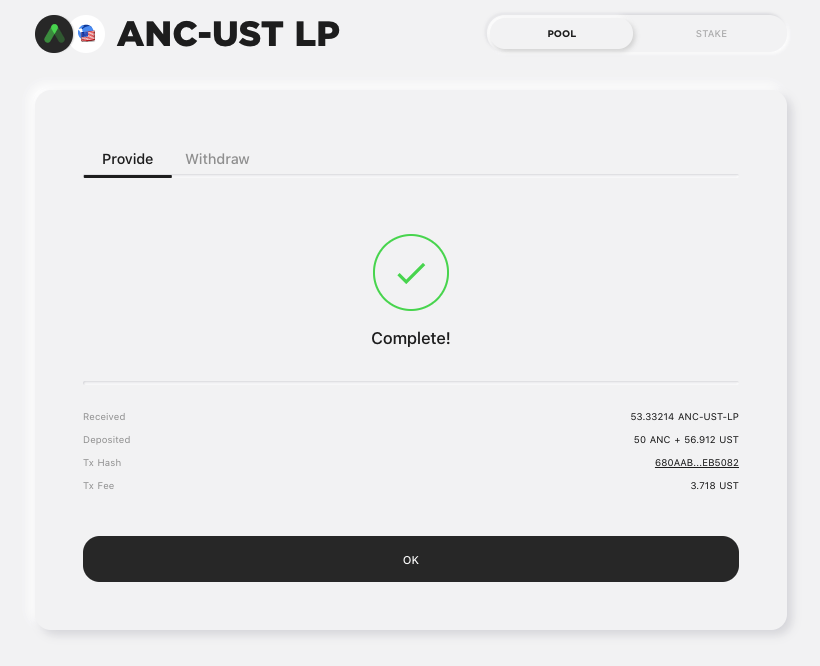 ANC-UST LP
POOL
STAKE
Provide
Withdraw
Complete!
Received 53.33214 ANC-UST-LP
Deposited 50 ANC + 56.912 UST
Tx Hash 680AAB...EB5082
Tx Fee 3.718 UST
OK